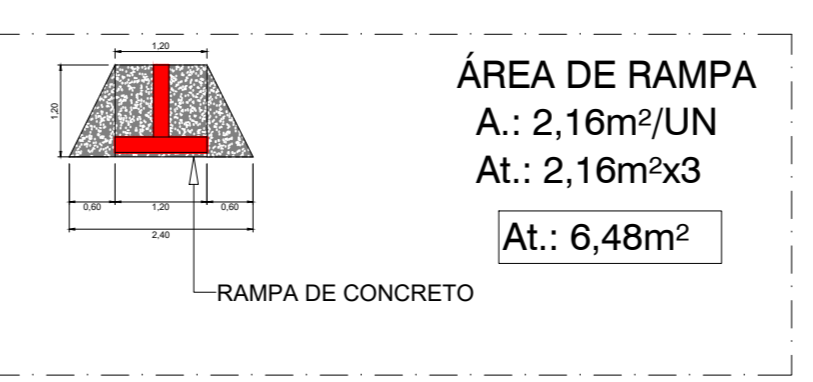 1,20
1,20
0,60 1,20 0,60
2,40
RAMPA DE CONCRETO
ÁREA DE RAMPA
A.: 2,16m²/UN
At.: 2,16m²x3
At.: 6,48m²